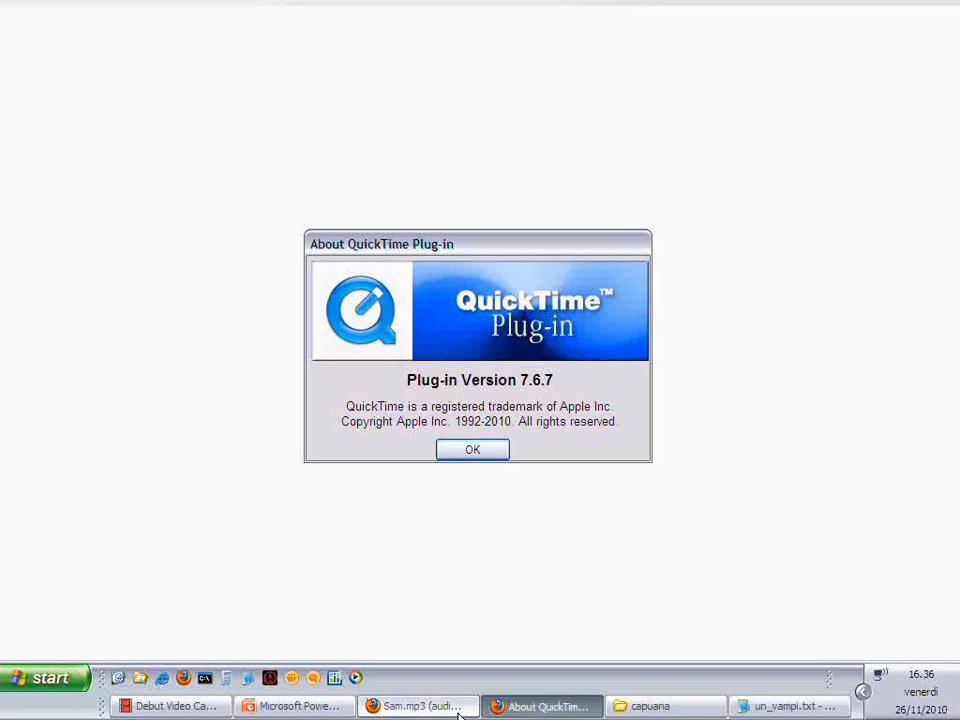 About QuickTime Plug-in
QuickTime™
Plug-in
Plug-in Version 7.6.7
QuickTime is a registered trademark of Apple Inc.
Copyright Apple Inc. 1992-2010. All rights reserved.
OK
start
16.36
venerdì
26/11/2010
Debut Video Ca...
Microsoft Powe...
Sam.mp3 (audi...
About QuickTim...
capuana
un_vampi.txt - ...